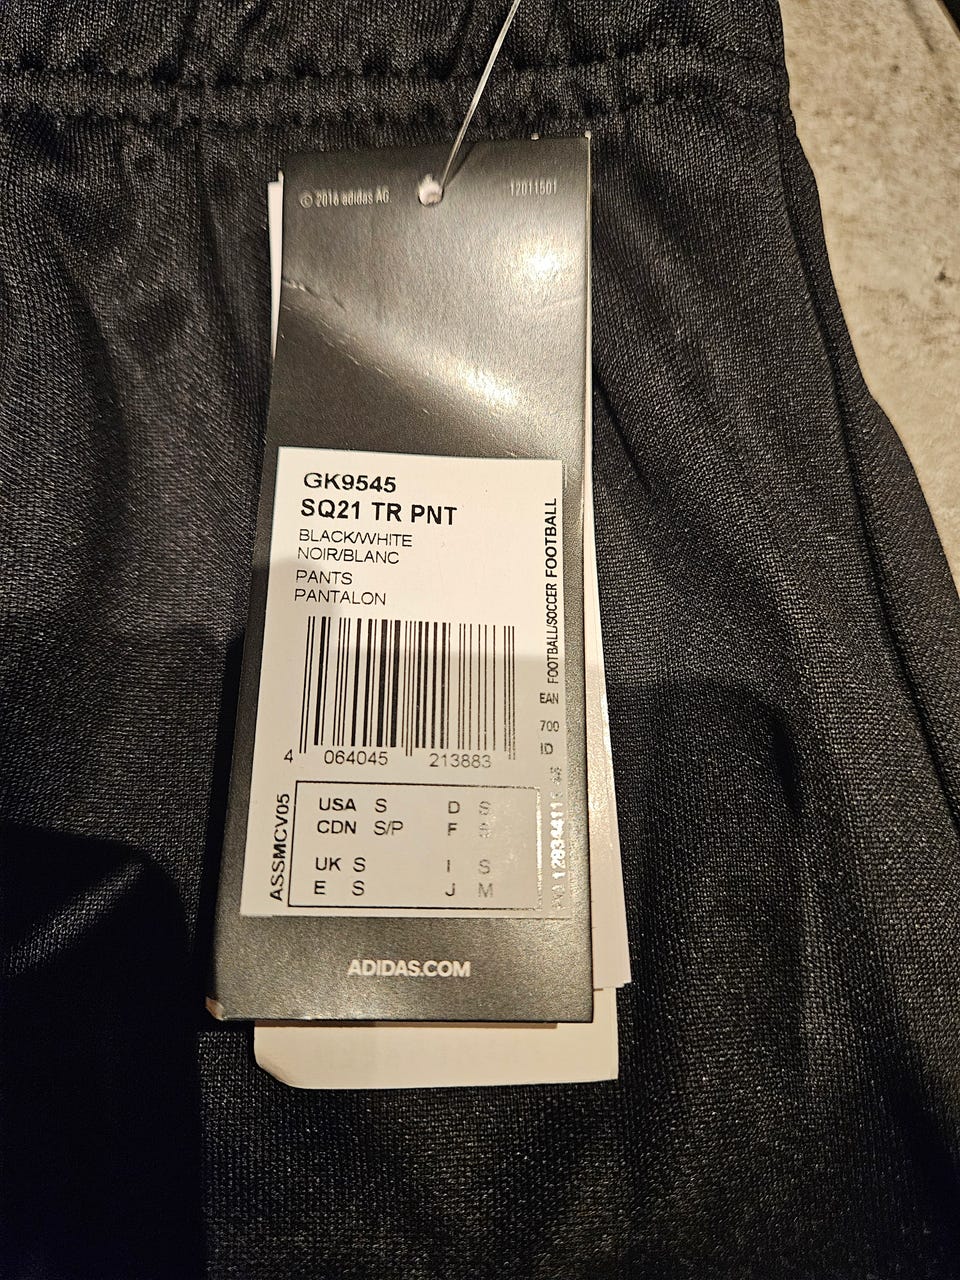 © 2016 adidas AG
12011501
GK9545
SQ21 TR PNT
BLACK/WHITE
NOIR/BLANC
PANTS
PANTALON
FOOTBALL/SOCCER FOOTBALL
EAN
700
ID
4 064045 213883
ASSMCV05
USA S D S
CDN S/P F
UK S I S
E S J M
ADIDAS.COM